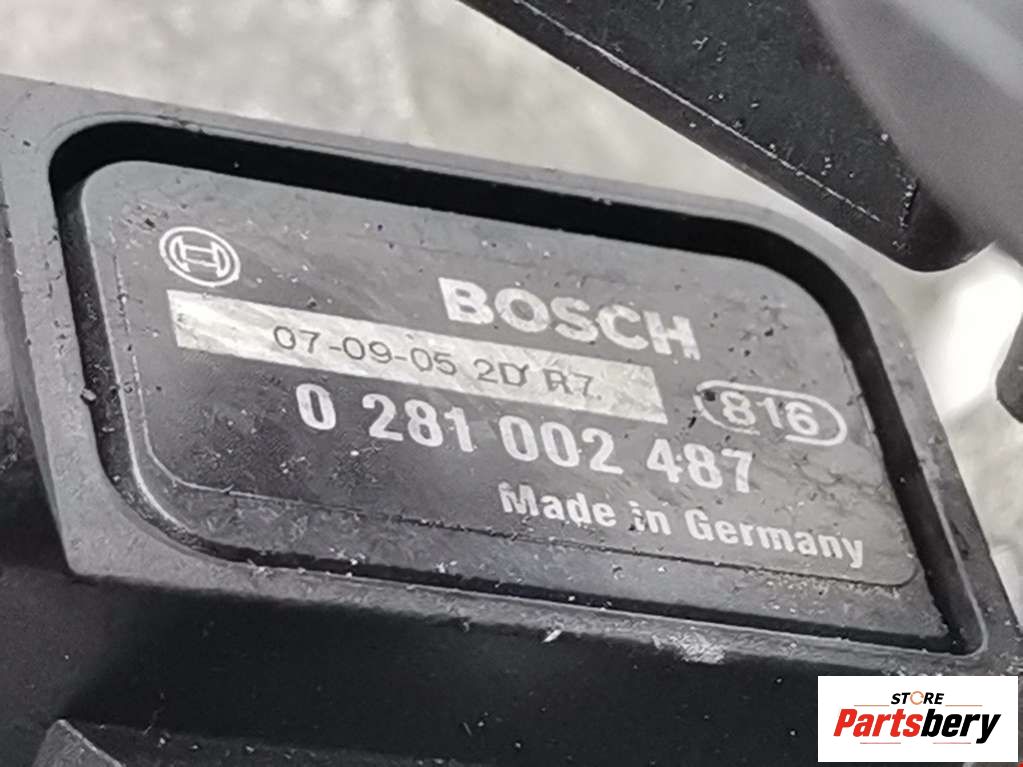 BOSCH
07-09-05 2D R7
816
0 281 002 487
Made in Germany
STORE
Partsbery